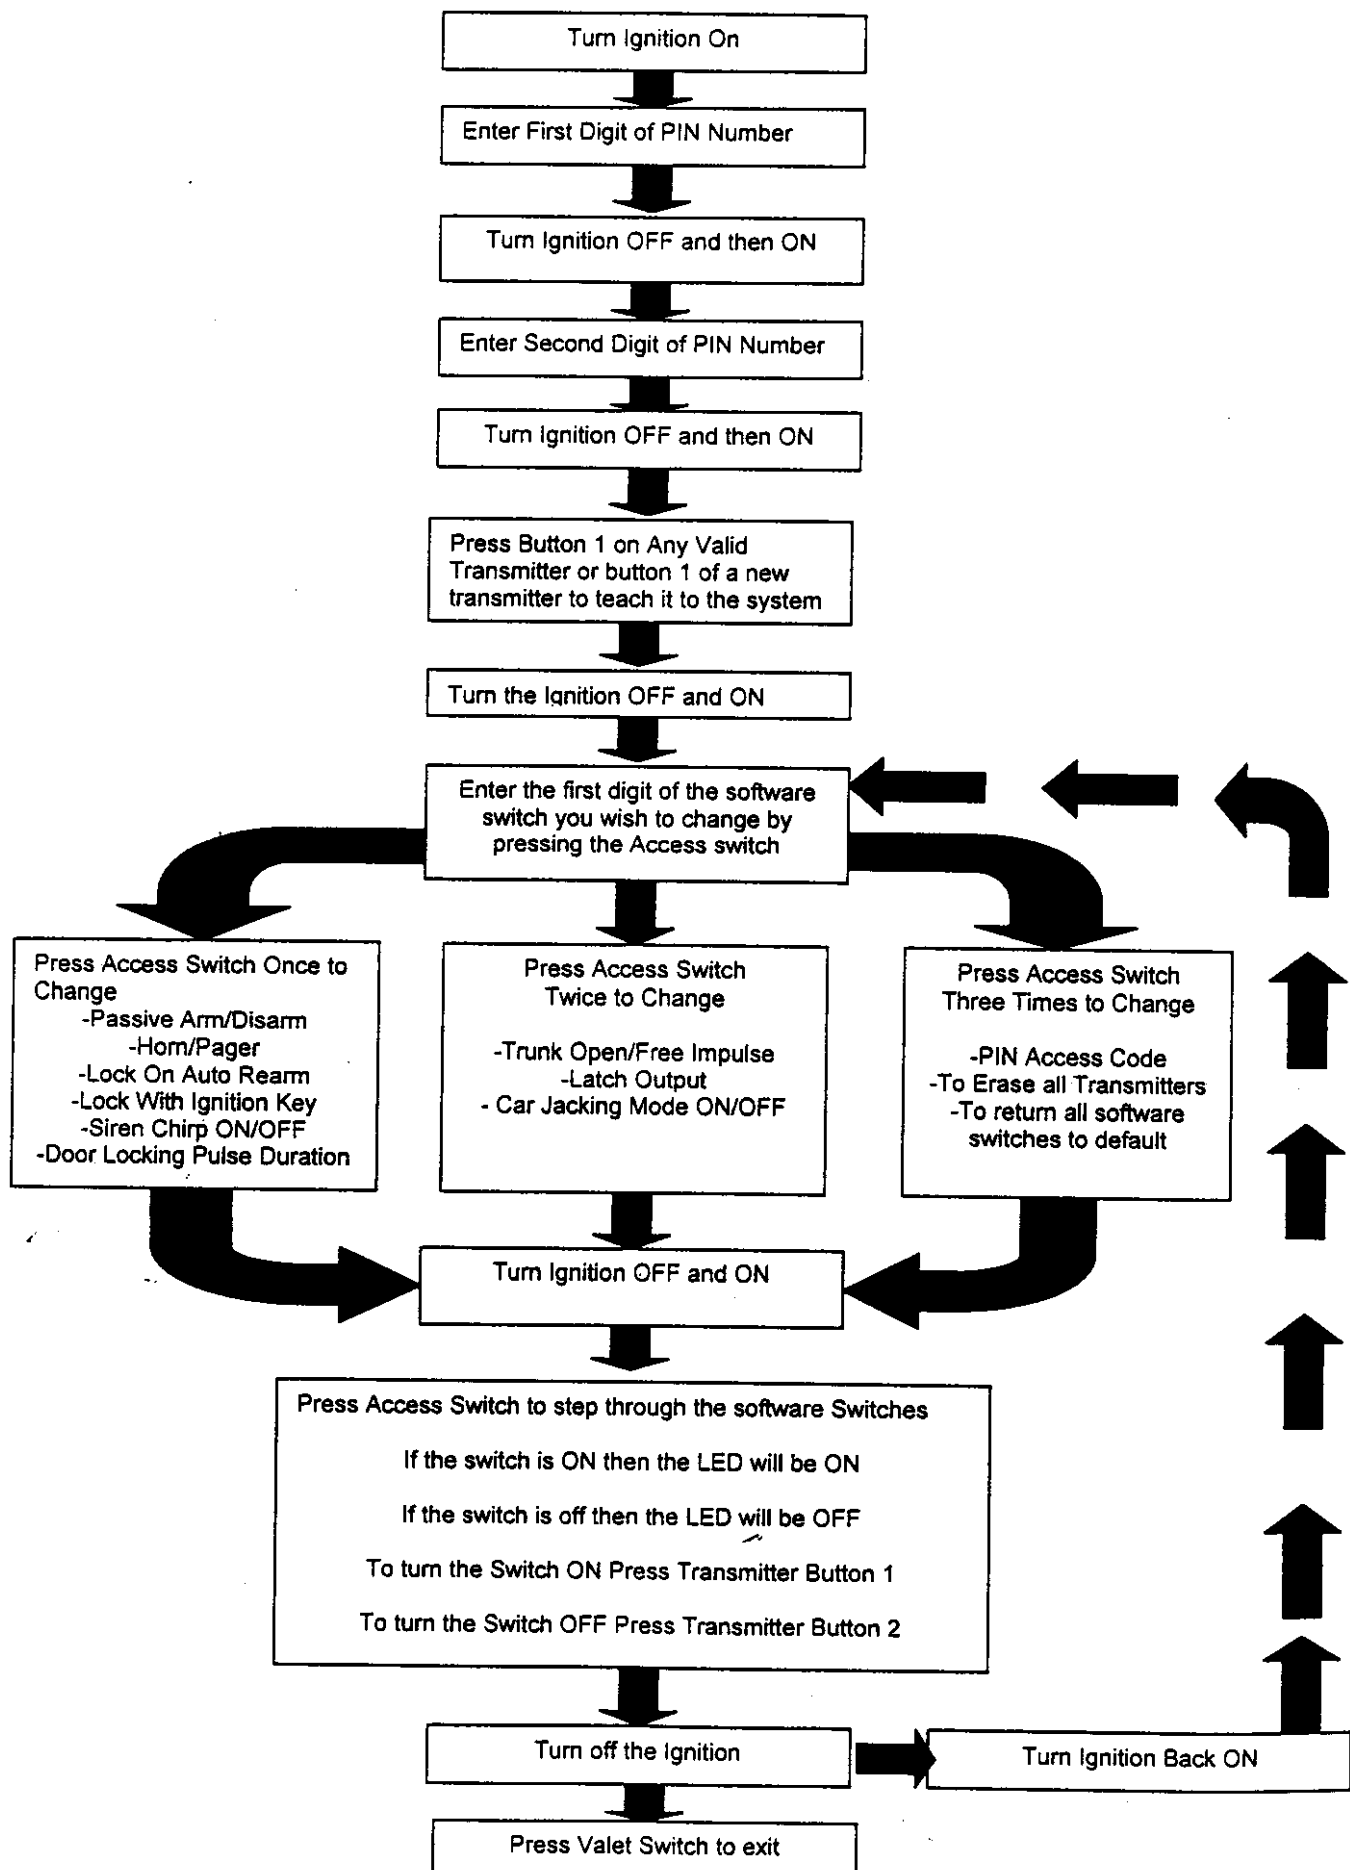 Turn Ignition On
Enter First Digit of PIN Number
Turn Ignition OFF and then ON
Enter Second Digit of PIN Number
Turn Ignition OFF and then ON
Press Button 1 on Any Valid
Transmitter or button 1 of a new
transmitter to teach it to the system
Turn the Ignition OFF and ON
Enter the first digit of the software
switch you wish to change by
pressing the Access switch
Press Access Switch Once to
Change
-Passive Arm/Disarm
-Horn/Pager
-Lock On Auto Rearm
-Lock With Ignition Key
-Siren Chirp ON/OFF
-Door Locking Pulse Duration
Press Access Switch
Twice to Change
-Trunk Open/Free Impulse
-Latch Output
- Car Jacking Mode ON/OFF
Press Access Switch
Three Times to Change
-PIN Access Code
-To Erase all Transmitters
-To return all software
switches to default
Turn Ignition OFF and ON
Press Access Switch to step through the software Switches
If the switch is ON then the LED will be ON
If the switch is off then the LED will be OFF
To turn the Switch ON Press Transmitter Button 1
To turn the Switch OFF Press Transmitter Button 2
Turn off the Ignition
Turn Ignition Back ON
Press Valet Switch to exit